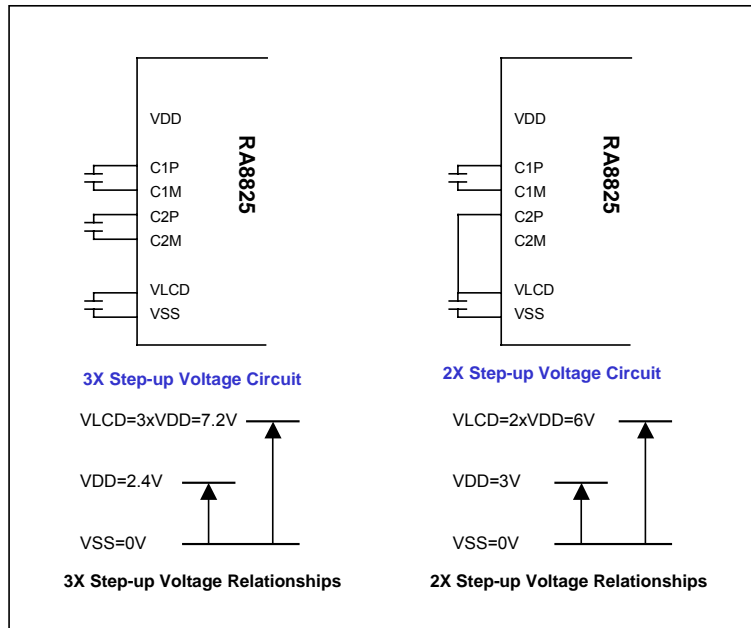 VDD
C1P
C1M
C2P
C2M
VLCD
VSS
RA8825
3X Step-up Voltage Circuit
VLCD=3xVDD=7.2V
VDD=2.4V
VSS=0V
3X Step-up Voltage Relationships
VDD
C1P
C1M
C2P
C2M
VLCD
VSS
RA8825
2X Step-up Voltage Circuit
VLCD=2xVDD=6V
VDD=3V
VSS=0V
2X Step-up Voltage Relationships